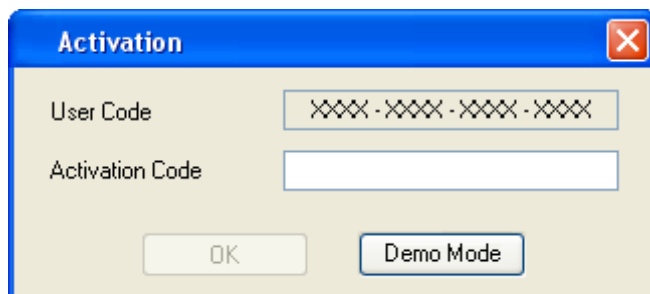 Activation
User Code XXXX - XXXX - XXXX - XXXX
Activation Code
OK Demo Mode